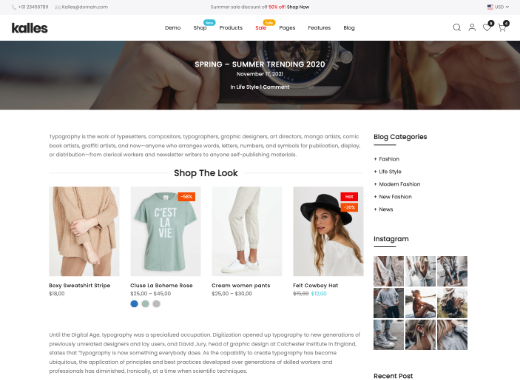 +01 23456789 Kalles@domain.com
Summer sale discount off 50% off! Shop Now
USD
kalles
Demo Shop Products Sale Pages Features Blog
New
0 0
SPRING – SUMMER TRENDING 2020
November 11, 2021
In Life Style 1 Comment
Typography is the work of typesetters, compositors, typographers, graphic designers, art directors, manga artists, comic
book artists, graffiti artists, and now—anyone who arranges words, letters, numbers, and symbols for publication, display,
or distribution—from clerical workers and newsletter writers to anyone self-publishing materials.
Shop The Look
C'EST
LA
VIE
Hot
Boxy Sweatshirt Stripe
$18,00
Cluse La Boheme Rose
$25,00 – $45,00
Cream women pants
$25,00 – $30,00
Felt Cowboy Hat
$15,00 $12,00
Until the Digital Age, typography was a specialized occupation. Digitization opened up typography to new generations of
previously unrelated designers and lay users, and David Jury, head of graphic design at Colchester Institute in England,
states that "typography is now something everybody does. As the capability to create typography has become
ubiquitous, the application of principles and best practices developed over generations of skilled workers and
professionals has diminished. Ironically, at a time when scientific techniques,
Blog Categories
+ Fashion
+ Life Style
+ Modern Fashion
+ New Fashion
+ News
Instagram
Recent Post